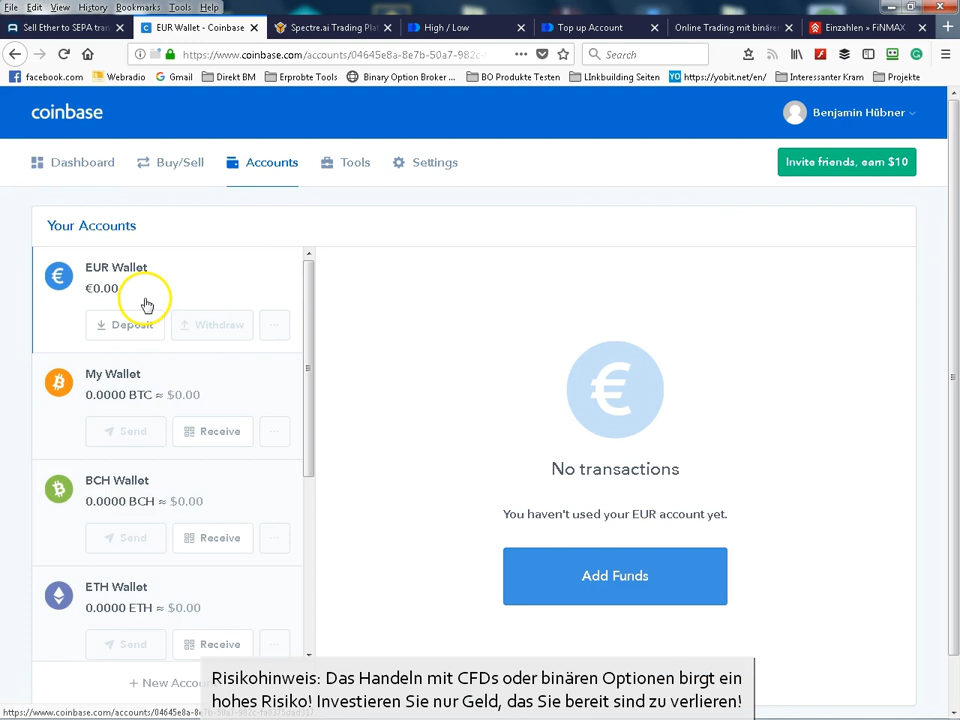 File Edit View History Bookmarks Tools Help
Sell Ether to SEPA tran
EUR Wallet - Coinbase
Spectre.ai Trading Pla
High / Low
Top up Account
Online Trading mit binären
Einzahlen » FiNMAX
https://www.coinbase.com/accounts/04645e8a-8e7b-50a7-982c-
Search
facebook.com
Webradio
Gmail
Direkt BM
Erprobte Tools
Binary Option Broker ...
BO Produkte Testen
LInkbuilding Seiten
https://yobit.net/en/
Interessanter Kram
Projekte
coinbase
Benjamin Hübner
Dashboard
Buy/Sell
Accounts
Tools
Settings
Invite friends, earn $10
Your Accounts
EUR Wallet
€0.00
Deposit
Withdraw
My Wallet
0.0000 BTC ≈ $0.00
Send
Receive
BCH Wallet
0.0000 BCH ≈ $0.00
Send
Receive
ETH Wallet
0.0000 ETH ≈ $0.00
Send
Receive
+ New Accou
No transactions
You haven't used your EUR account yet.
Add Funds
Risikohinweis: Das Handeln mit CFDs oder binären Optionen birgt ein
hohes Risiko! Investieren Sie nur Geld, das Sie bereit sind zu verlieren!